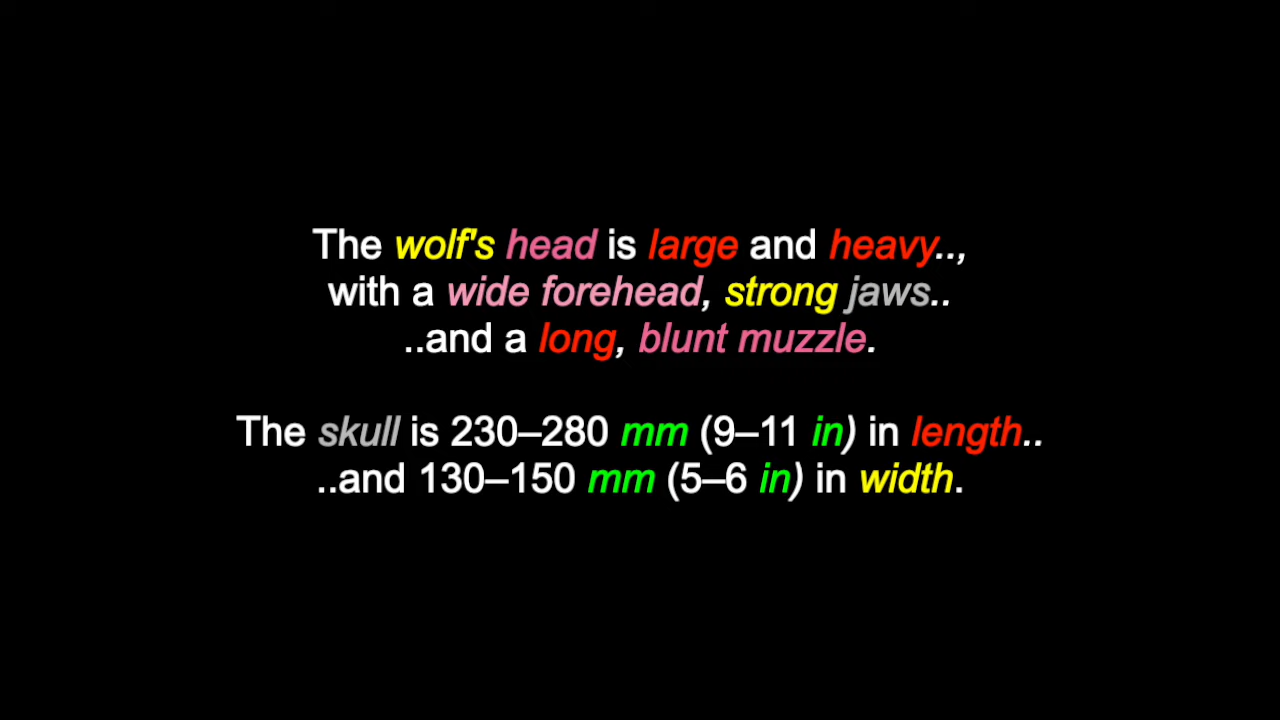 The wolf's head is large and heavy..,
with a wide forehead, strong jaws..
..and a long, blunt muzzle.
The skull is 230–280 mm (9–11 in) in length..
..and 130–150 mm (5–6 in) in width.